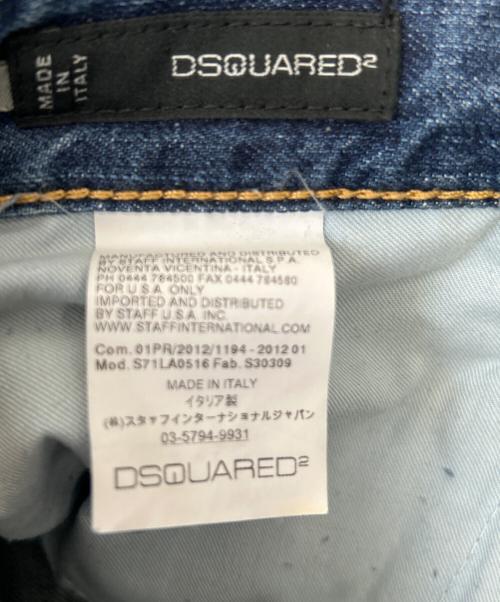 MADE
IN
ITALY
DSQUARED2
MANUFACTURED AND DISTRIBUTED
BY STAFF INTERNATIONAL S.P.A.
NOVENTA VICENTINA - ITALY
PH 0444 784500 FAX 0444 784580
FOR U.S.A. ONLY
IMPORTED AND DISTRIBUTED
BY STAFF U.S.A. INC.
WWW.STAFFINTERNATIONAL.COM
Com. 01PR/2012/1194 - 2012 01
Mod. S71LA0516 Fab. S30309
MADE IN ITALY
イタリア製
(株)スタッフインターナショナルジャパン
03-5794-9931
DSQUARED2